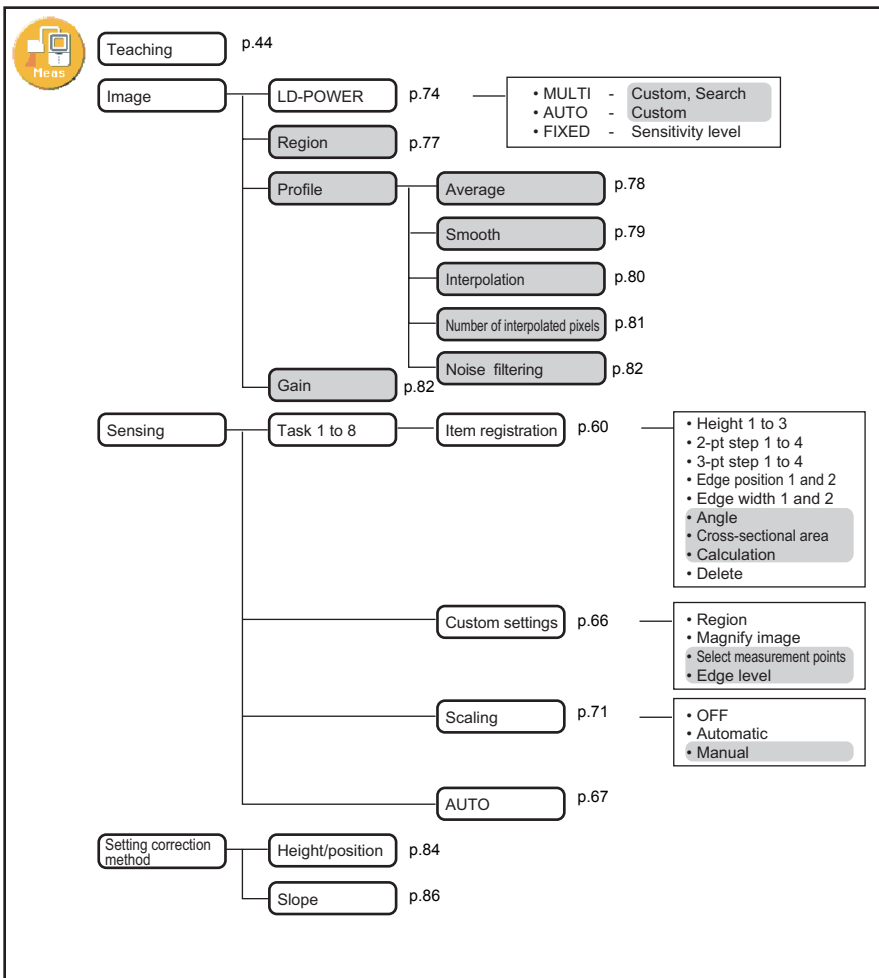 Meas
Teaching p.44
Image LD-POWER p.74
• MULTI - Custom, Search
• AUTO - Custom
• FIXED - Sensitivity level
Region p.77
Profile Average p.78
Smooth p.79
Interpolation p.80
Number of interpolated pixels p.81
Noise filtering p.82
Gain p.82
Sensing Task 1 to 8 Item registration p.60
• Height 1 to 3
• 2-pt step 1 to 4
• 3-pt step 1 to 4
• Edge position 1 and 2
• Edge width 1 and 2
• Angle
• Cross-sectional area
• Calculation
• Delete
Custom settings p.66
• Region
• Magnify image
• Select measurement points
• Edge level
Scaling p.71
• OFF
• Automatic
• Manual
AUTO p.67
Setting correction
method
Height/position p.84
Slope p.86